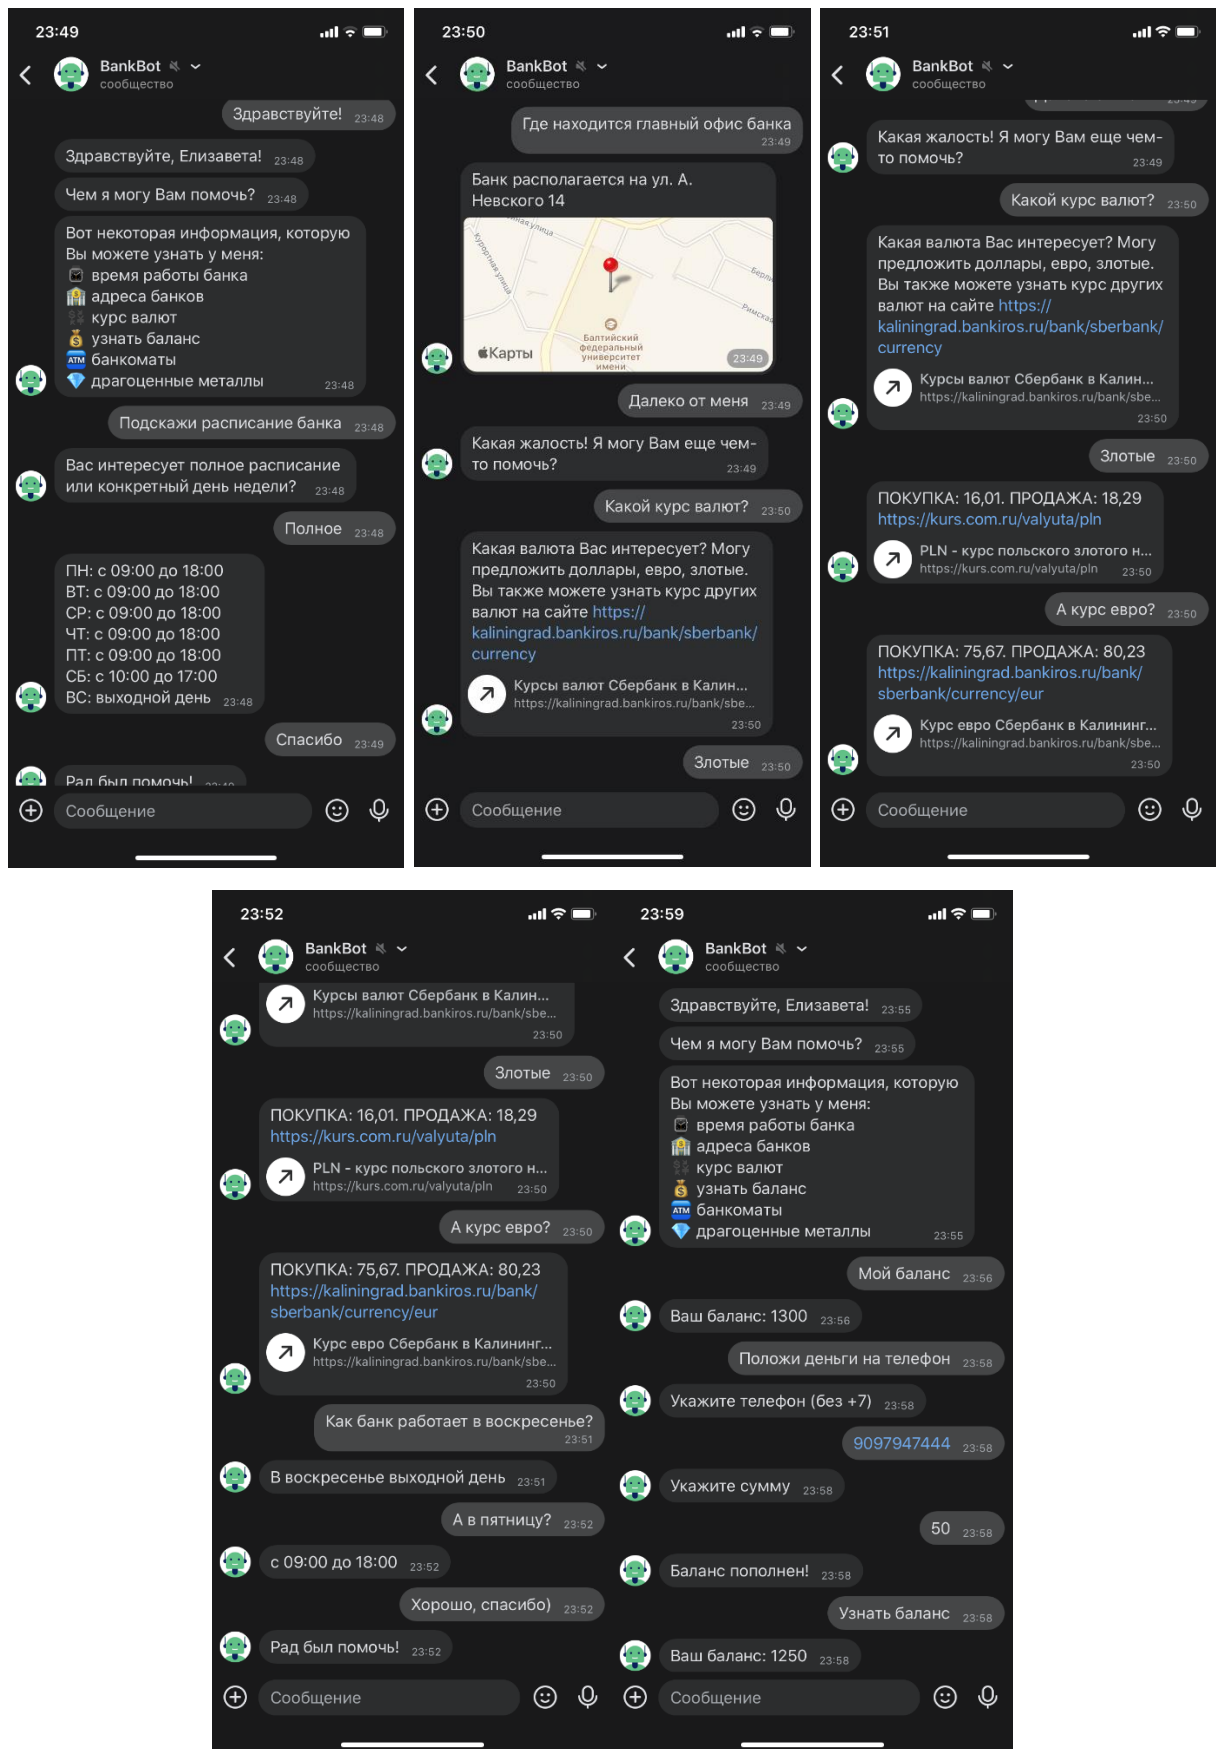 23:49
BankBot
сообщество
Здравствуйте! 23:48
Здравствуйте, Елизавета! 23:48
Чем я могу Вам помочь? 23:48
Вот некоторая информация, которую
Вы можете узнать у меня:
время работы банка
адреса банков
курс валют
узнать баланс
ATM банкоматы
драгоценные металлы 23:48
Подскажи расписание банка 23:48
Вас интересует полное расписание
или конкретный день недели? 23:48
Полное 23:48
ПН: с 09:00 до 18:00
ВТ: с 09:00 до 18:00
СР: с 09:00 до 18:00
ЧТ: с 09:00 до 18:00
ПТ: с 09:00 до 18:00
СБ: с 10:00 до 17:00
ВС: выходной день 23:48
Спасибо 23:49
Рад был помочь! 23:49
Сообщение
23:50
BankBot
сообщество
Где находится главный офис банка
23:49
Банк располагается на ул. А.
Невского 14
Курортная улица
Балтийский
федеральный
университет
имени
Карты
23:49
Далеко от меня 23:49
Какая жалость! Я могу Вам еще чем-
то помочь? 23:49
Какой курс валют? 23:50
Какая валюта Вас интересует? Могу
предложить доллары, евро, злотые.
Вы также можете узнать курс других
валют на сайте https://
kaliningrad.bankiros.ru/bank/sberbank/
currency
Курсы валют Сбербанк в Калин...
https://kaliningrad.bankiros.ru/bank/sbe...
23:50
Злотые 23:50
Сообщение
23:51
BankBot
сообщество
23:49
Какая жалость! Я могу Вам еще чем-
то помочь? 23:49
Какой курс валют? 23:50
Какая валюта Вас интересует? Могу
предложить доллары, евро, злотые.
Вы также можете узнать курс других
валют на сайте https://
kaliningrad.bankiros.ru/bank/sberbank/
currency
Курсы валют Сбербанк в Калин...
https://kaliningrad.bankiros.ru/bank/sbe...
23:50
Злотые 23:50
ПОКУПКА: 16,01. ПРОДАЖА: 18,29
https://kurs.com.ru/valyuta/pln
PLN - курс польского злотого н...
https://kurs.com.ru/valyuta/pln 23:50
А курс евро? 23:50
ПОКУПКА: 75,67. ПРОДАЖА: 80,23
https://kaliningrad.bankiros.ru/bank/
sberbank/currency/eur
Курс евро Сбербанк в Калининг...
https://kaliningrad.bankiros.ru/bank/sbe...
23:50
Сообщение
23:52
BankBot
сообщество
Курсы валют Сбербанк в Калин...
https://kaliningrad.bankiros.ru/bank/sbe...
23:50
Злотые 23:50
ПОКУПКА: 16,01. ПРОДАЖА: 18,29
https://kurs.com.ru/valyuta/pln
PLN - курс польского злотого н...
https://kurs.com.ru/valyuta/pln 23:50
А курс евро? 23:50
ПОКУПКА: 75,67. ПРОДАЖА: 80,23
https://kaliningrad.bankiros.ru/bank/
sberbank/currency/eur
Курс евро Сбербанк в Калининг...
https://kaliningrad.bankiros.ru/bank/sbe...
23:50
Как банк работает в воскресенье?
23:51
В воскресенье выходной день 23:51
А в пятницу? 23:52
с 09:00 до 18:00 23:52
Хорошо, спасибо) 23:52
Рад был помочь! 23:52
Сообщение
23:59
BankBot
сообщество
Здравствуйте, Елизавета! 23:55
Чем я могу Вам помочь? 23:55
Вот некоторая информация, которую
Вы можете узнать у меня:
время работы банка
адреса банков
курс валют
узнать баланс
ATM банкоматы
драгоценные металлы 23:55
Мой баланс 23:56
Ваш баланс: 1300 23:56
Положи деньги на телефон 23:58
Укажите телефон (без +7) 23:58
9097947444 23:58
Укажите сумму 23:58
50 23:58
Баланс пополнен! 23:58
Узнать баланс 23:58
Ваш баланс: 1250 23:58
Сообщение